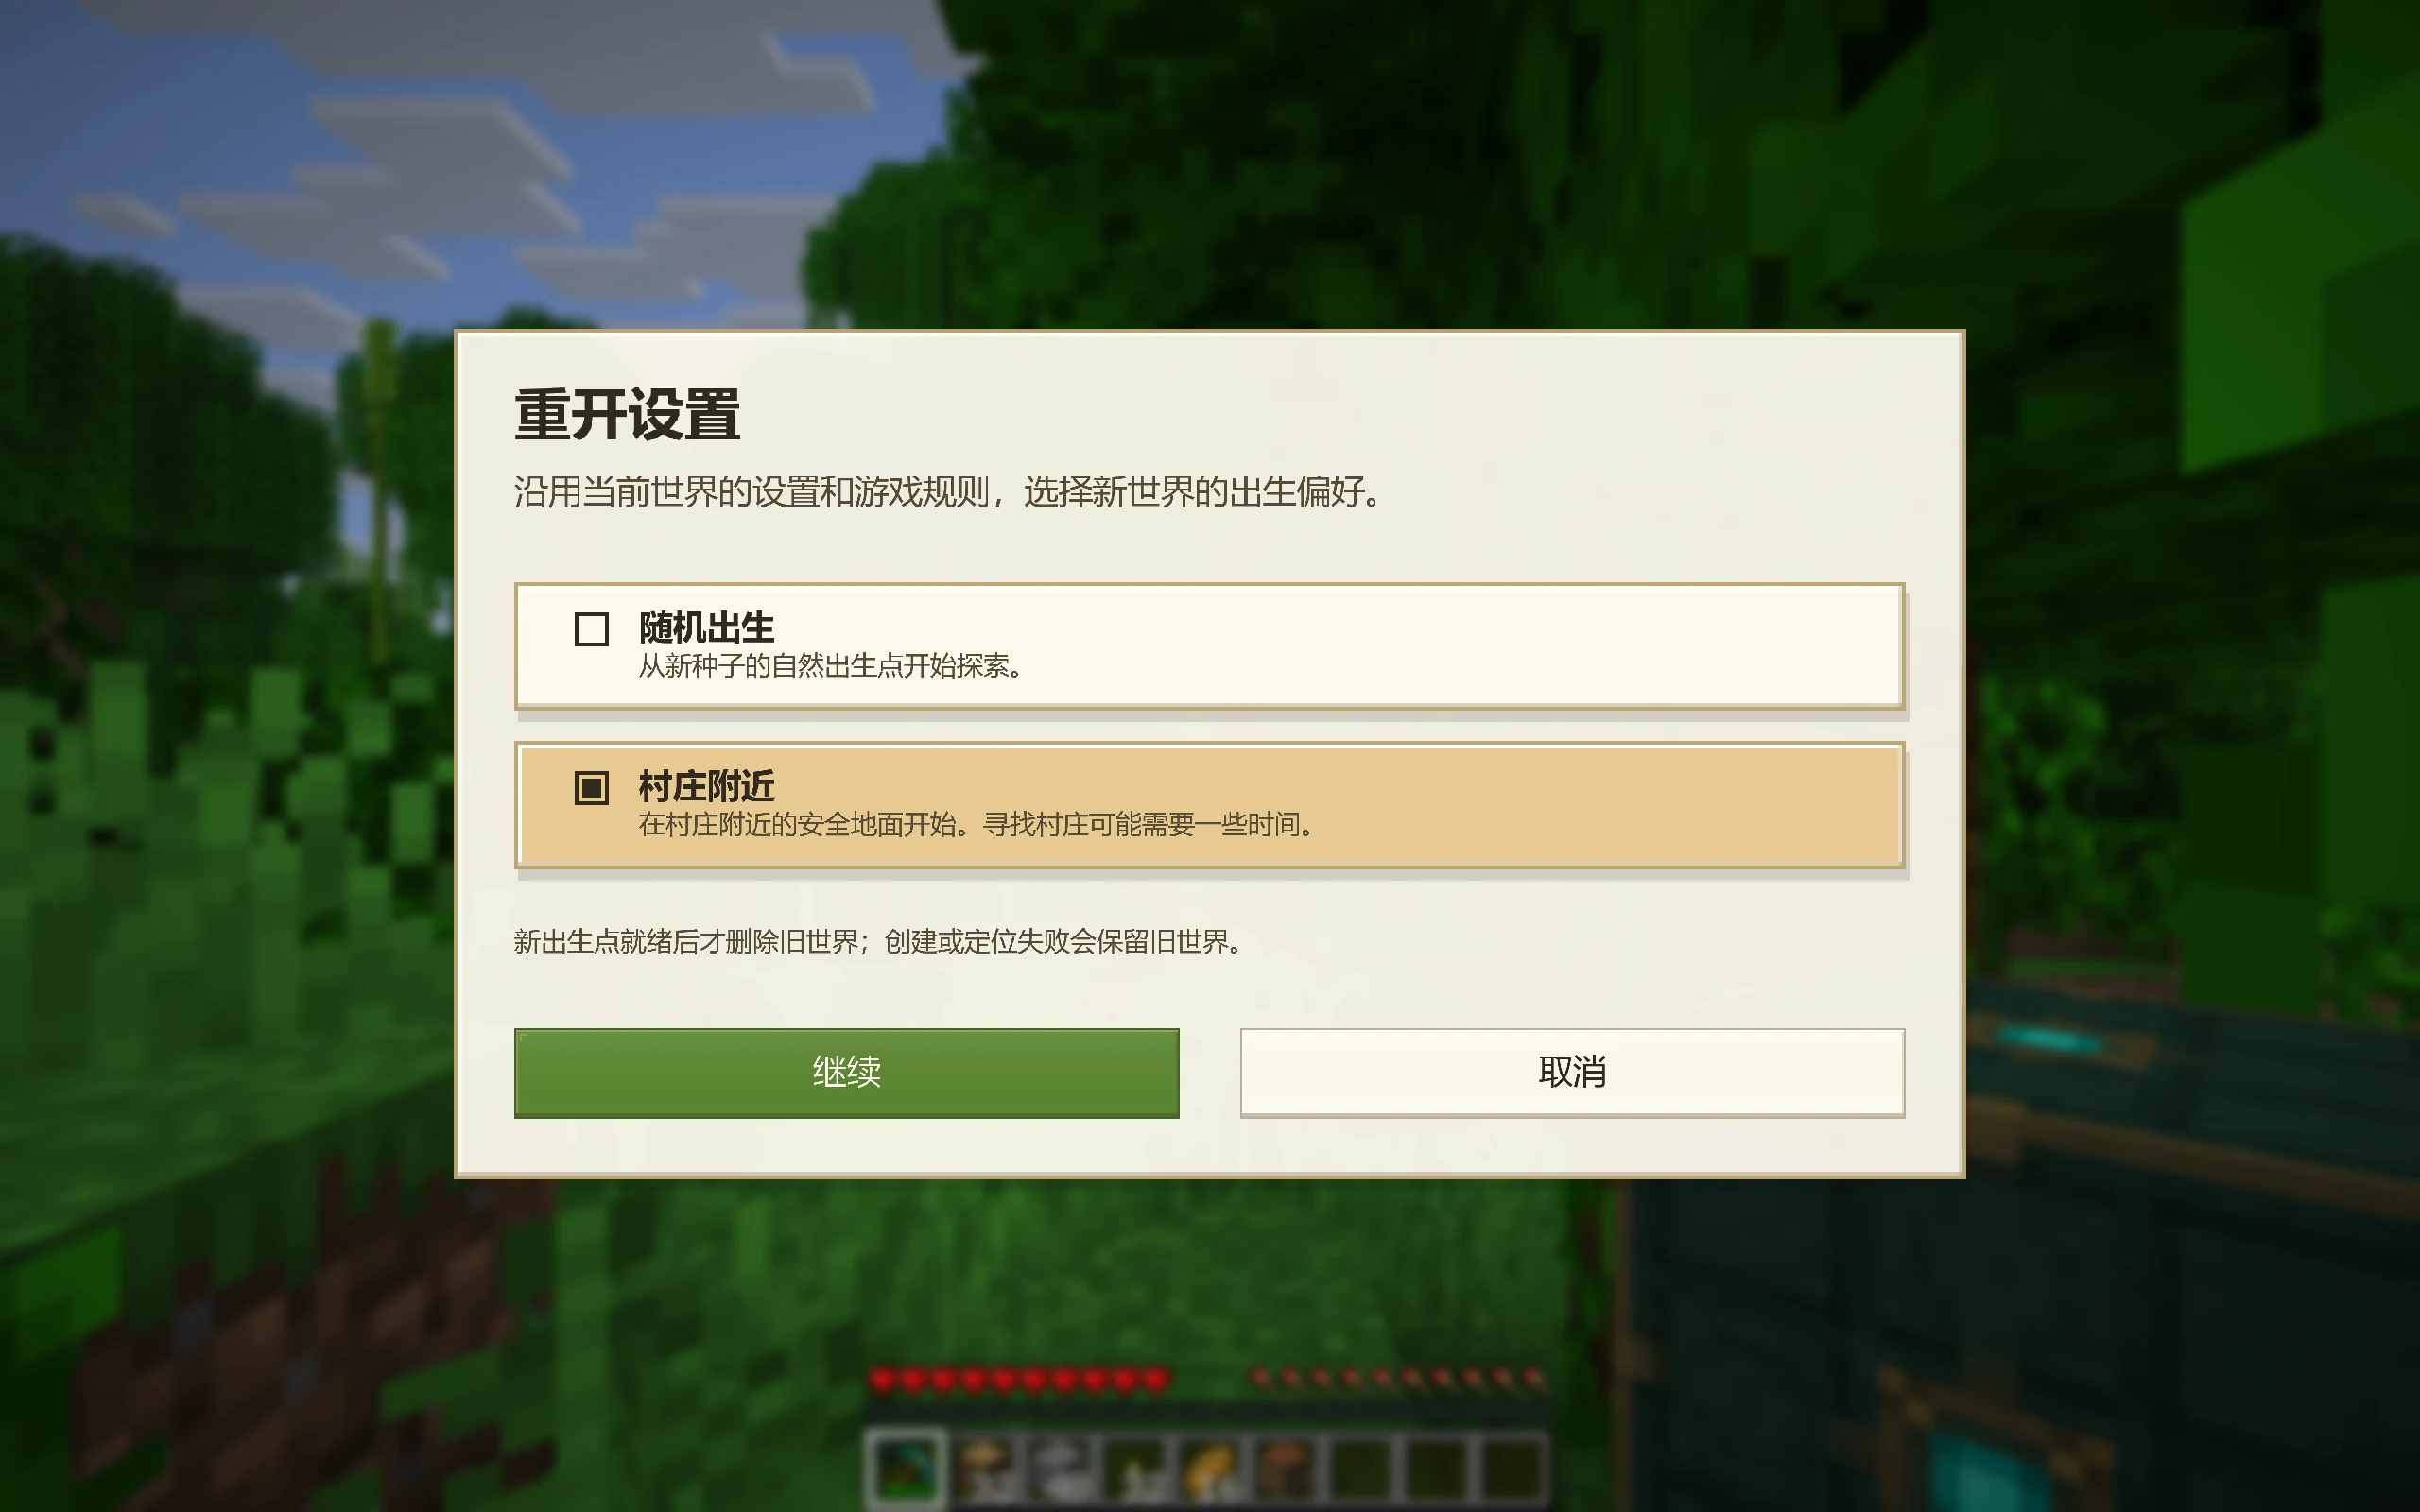 重开设置
沿用当前世界的设置和游戏规则，选择新世界的出生偏好。
随机出生
从新种子的自然出生点开始探索。
村庄附近
在村庄附近的安全地面开始。寻找村庄可能需要一些时间。
新出生点就绪后才删除旧世界；创建或定位失败会保留旧世界。
继续
取消